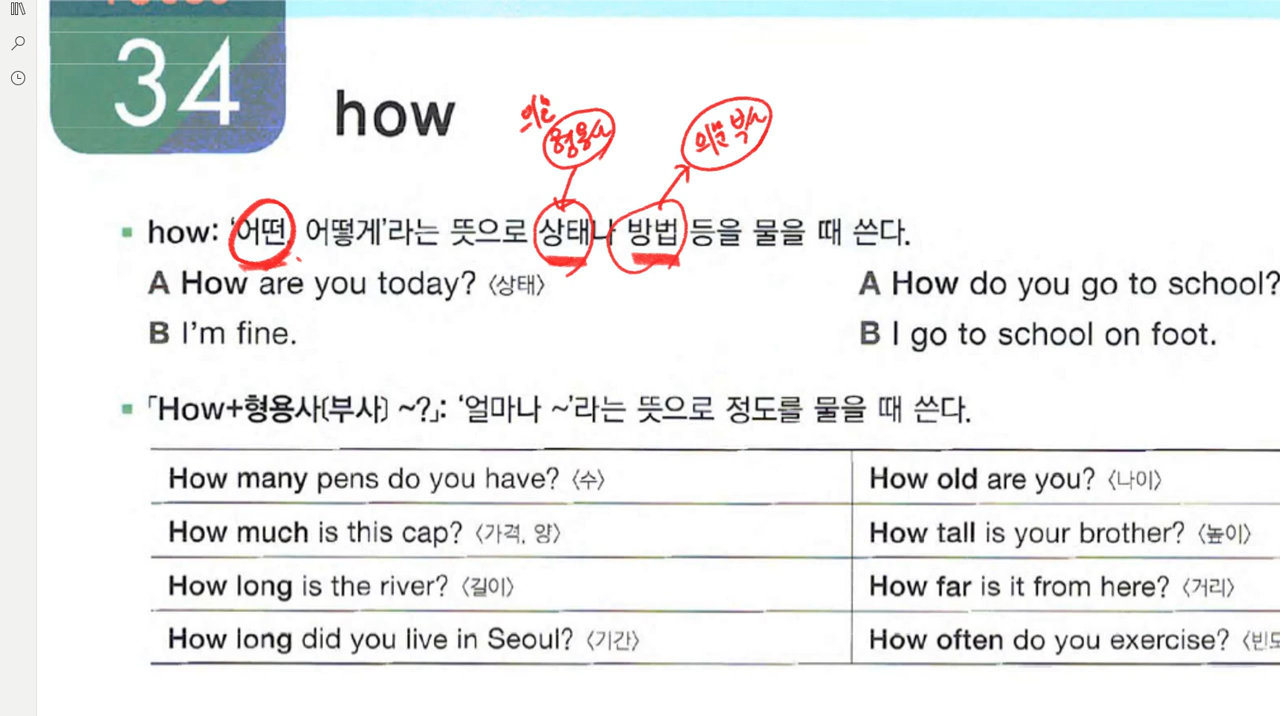 34
how
의문
형용사
의문 부사
how: '어떤, 어떻게'라는 뜻으로 상태나 방법 등을 물을 때 쓴다.
A How are you today? 〈상태〉
B I'm fine.
A How do you go to school?
B I go to school on foot.
「How+형용사(부사) ~?」: '얼마나 ~'라는 뜻으로 정도를 물을 때 쓴다.
How many pens do you have? 〈수〉
How old are you? 〈나이〉
How much is this cap? 〈가격, 양〉
How tall is your brother? 〈높이〉
How long is the river? 〈길이〉
How far is it from here? 〈거리〉
How long did you live in Seoul? 〈기간〉
How often do you exercise? 〈빈도